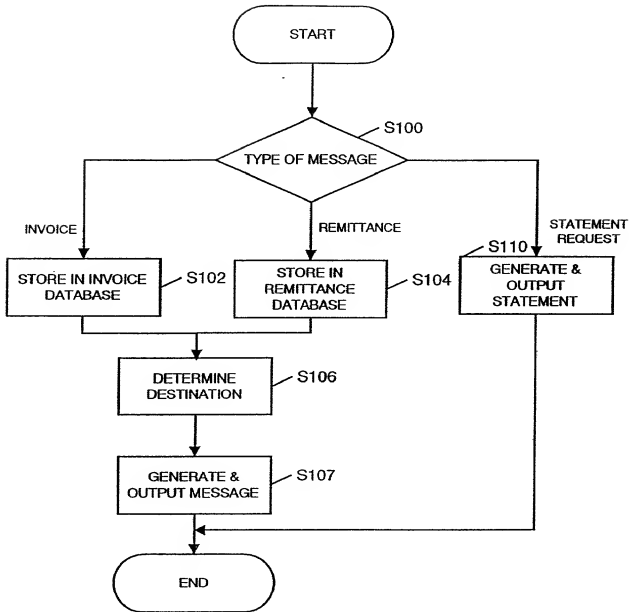 START
S100
TYPE OF MESSAGE
INVOICE
REMITTANCE
STATEMENT
REQUEST
STORE IN INVOICE
DATABASE
S102
STORE IN
REMITTANCE
DATABASE
S104
S110
GENERATE &
OUTPUT
STATEMENT
DETERMINE
DESTINATION
S106
GENERATE &
OUTPUT MESSAGE
S107
END